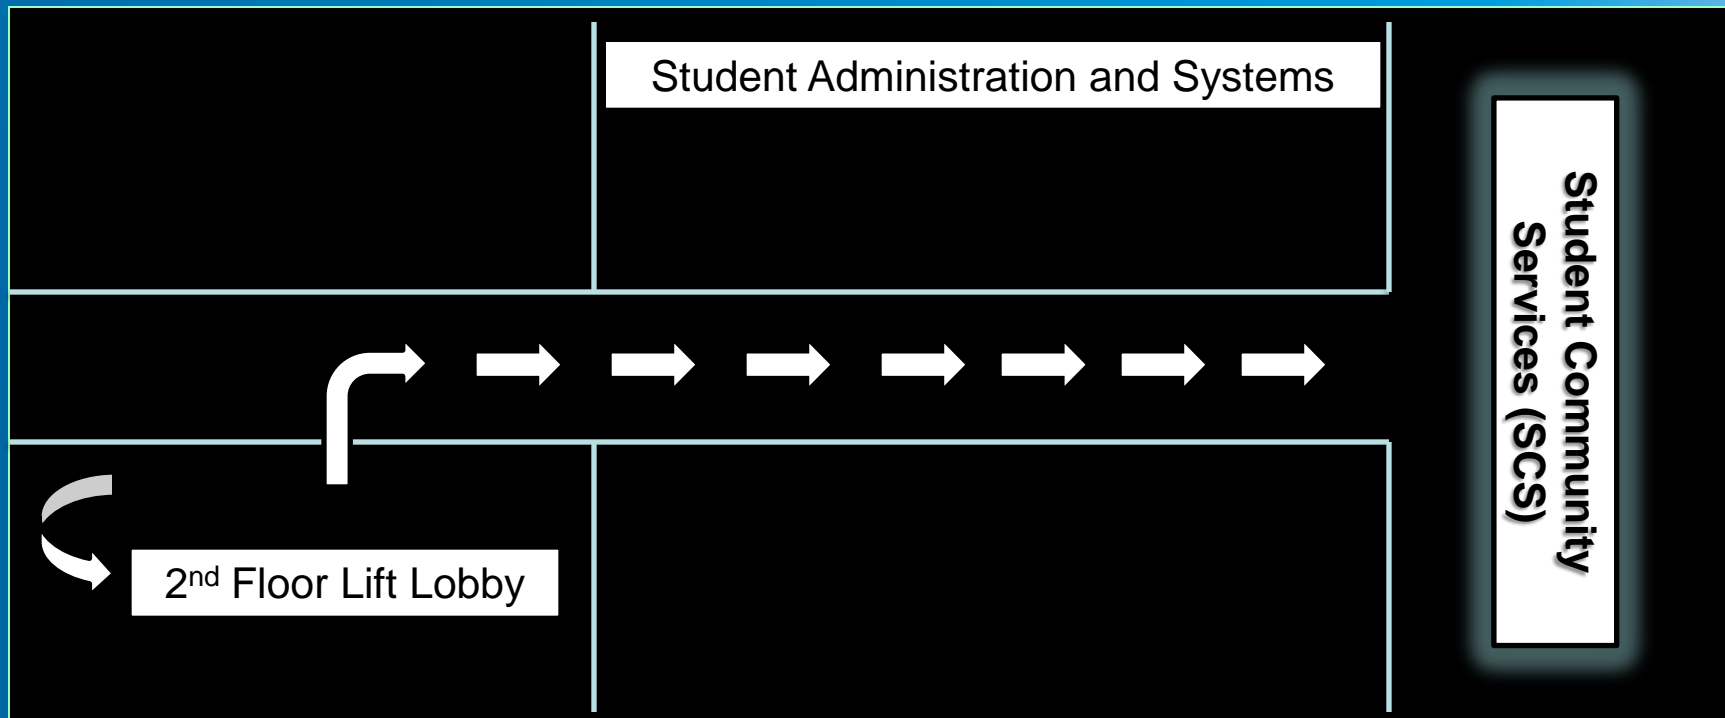 Student Administration and Systems
Student Community
Services (SCS)
2nd Floor Lift Lobby